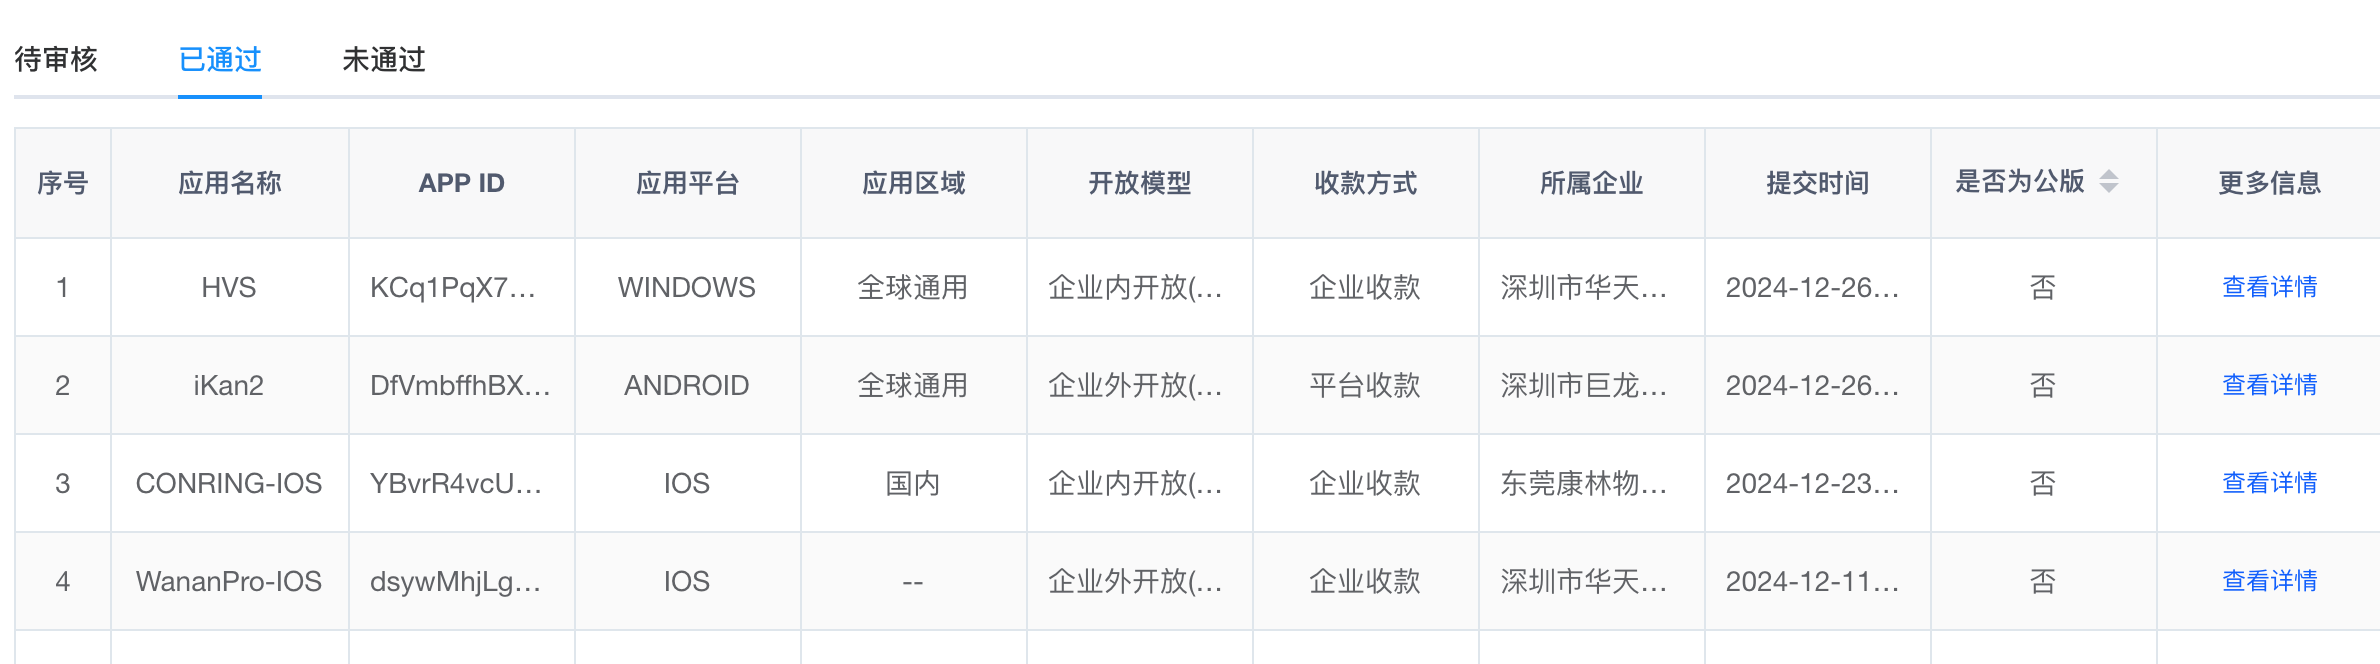 待审核 已通过 未通过
序号 应用名称 APP ID 应用平台 应用区域 开放模型 收款方式 所属企业 提交时间 是否为公版 更多信息
1 HVS KCq1PqX7... WINDOWS 全球通用 企业内开放(... 企业收款 深圳市华天... 2024-12-26... 否 查看详情
2 iKan2 DfVmbffhBX... ANDROID 全球通用 企业外开放(... 平台收款 深圳市巨龙... 2024-12-26... 否 查看详情
3 CONRING-IOS YBvrR4vcU... IOS 国内 企业内开放(... 企业收款 东莞康林物... 2024-12-23... 否 查看详情
4 WananPro-IOS dsywMhjLg... IOS -- 企业外开放(... 企业收款 深圳市华天... 2024-12-11... 否 查看详情